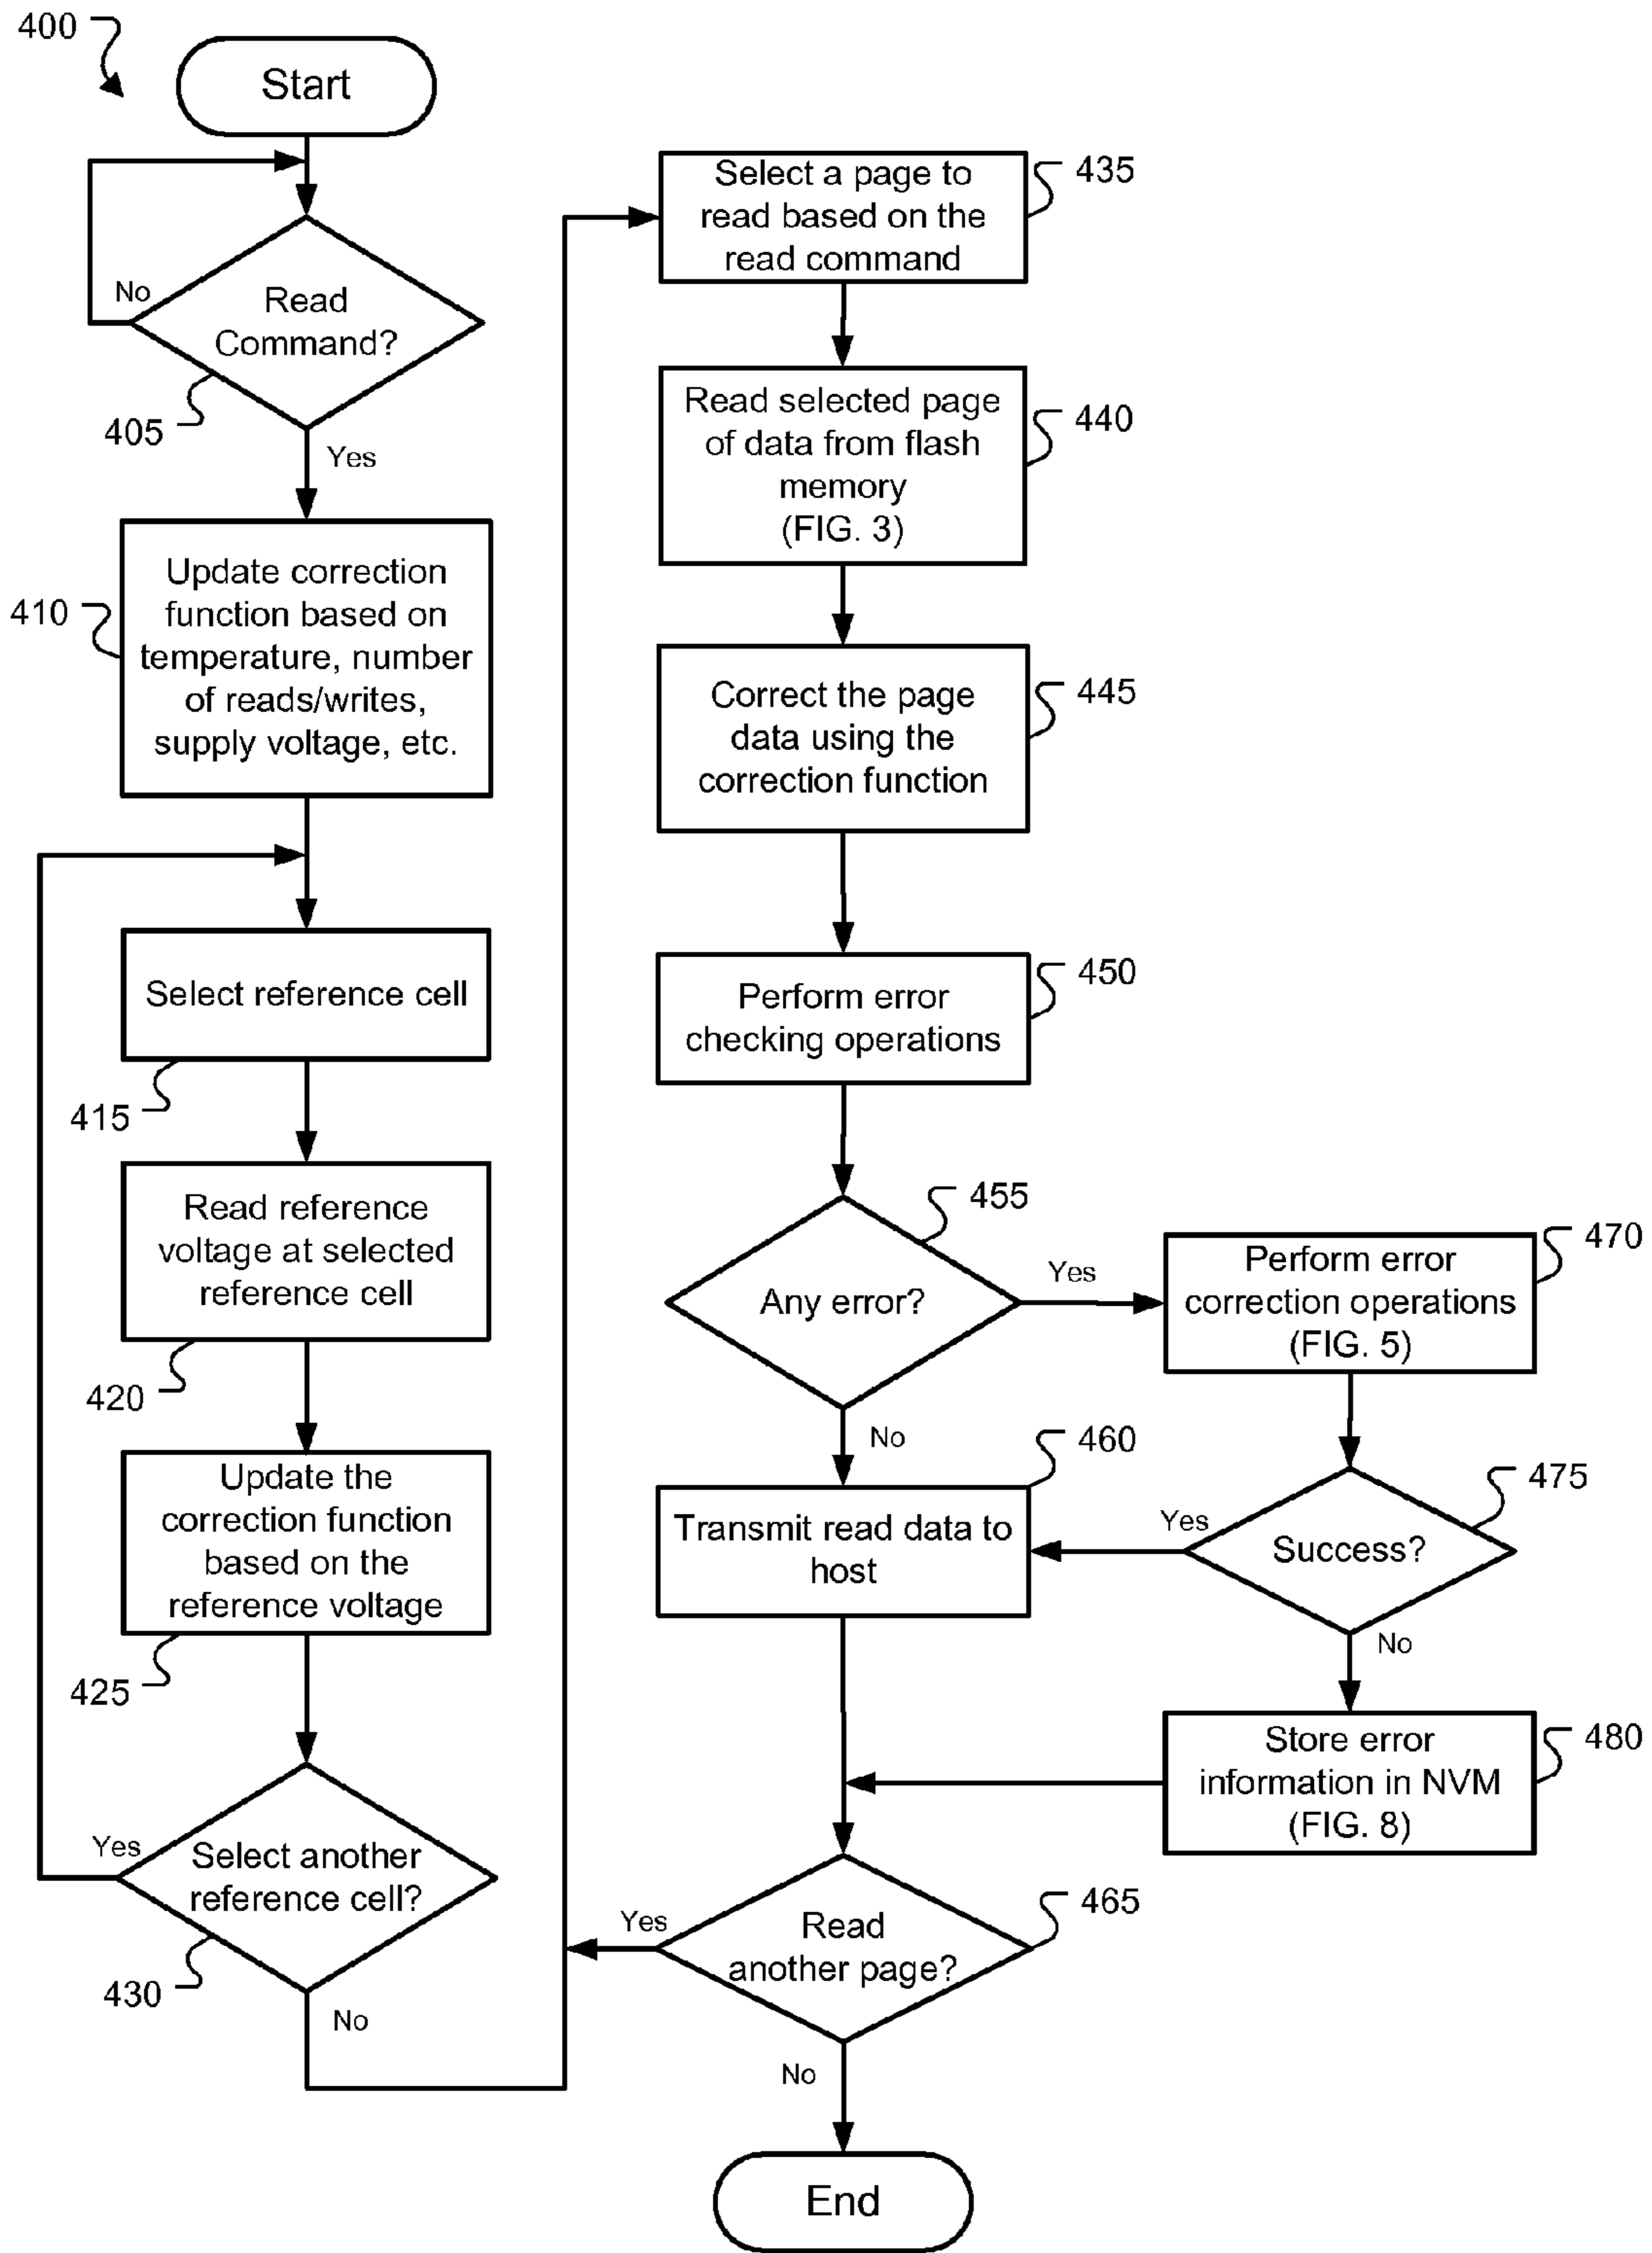 400
Start
No
Read
Command?
405
Yes
410
Update correction
function based on
temperature, number
of reads/writes,
supply voltage, etc.
Select reference cell
415
Read reference
voltage at selected
reference cell
420
Update the
correction function
based on the
reference voltage
425
Yes
Select another
reference cell?
430
No
Select a page to
read based on the
read command
435
Read selected page
of data from flash
memory
(FIG. 3)
440
Correct the page
data using the
correction function
445
Perform error
checking operations
450
455
Any error?
Yes
No
Perform error
correction operations
(FIG. 5)
470
460
Transmit read data to
host
475
Yes
Success?
No
Store error
information in NVM
(FIG. 8)
480
Yes
Read
another page?
465
No
End